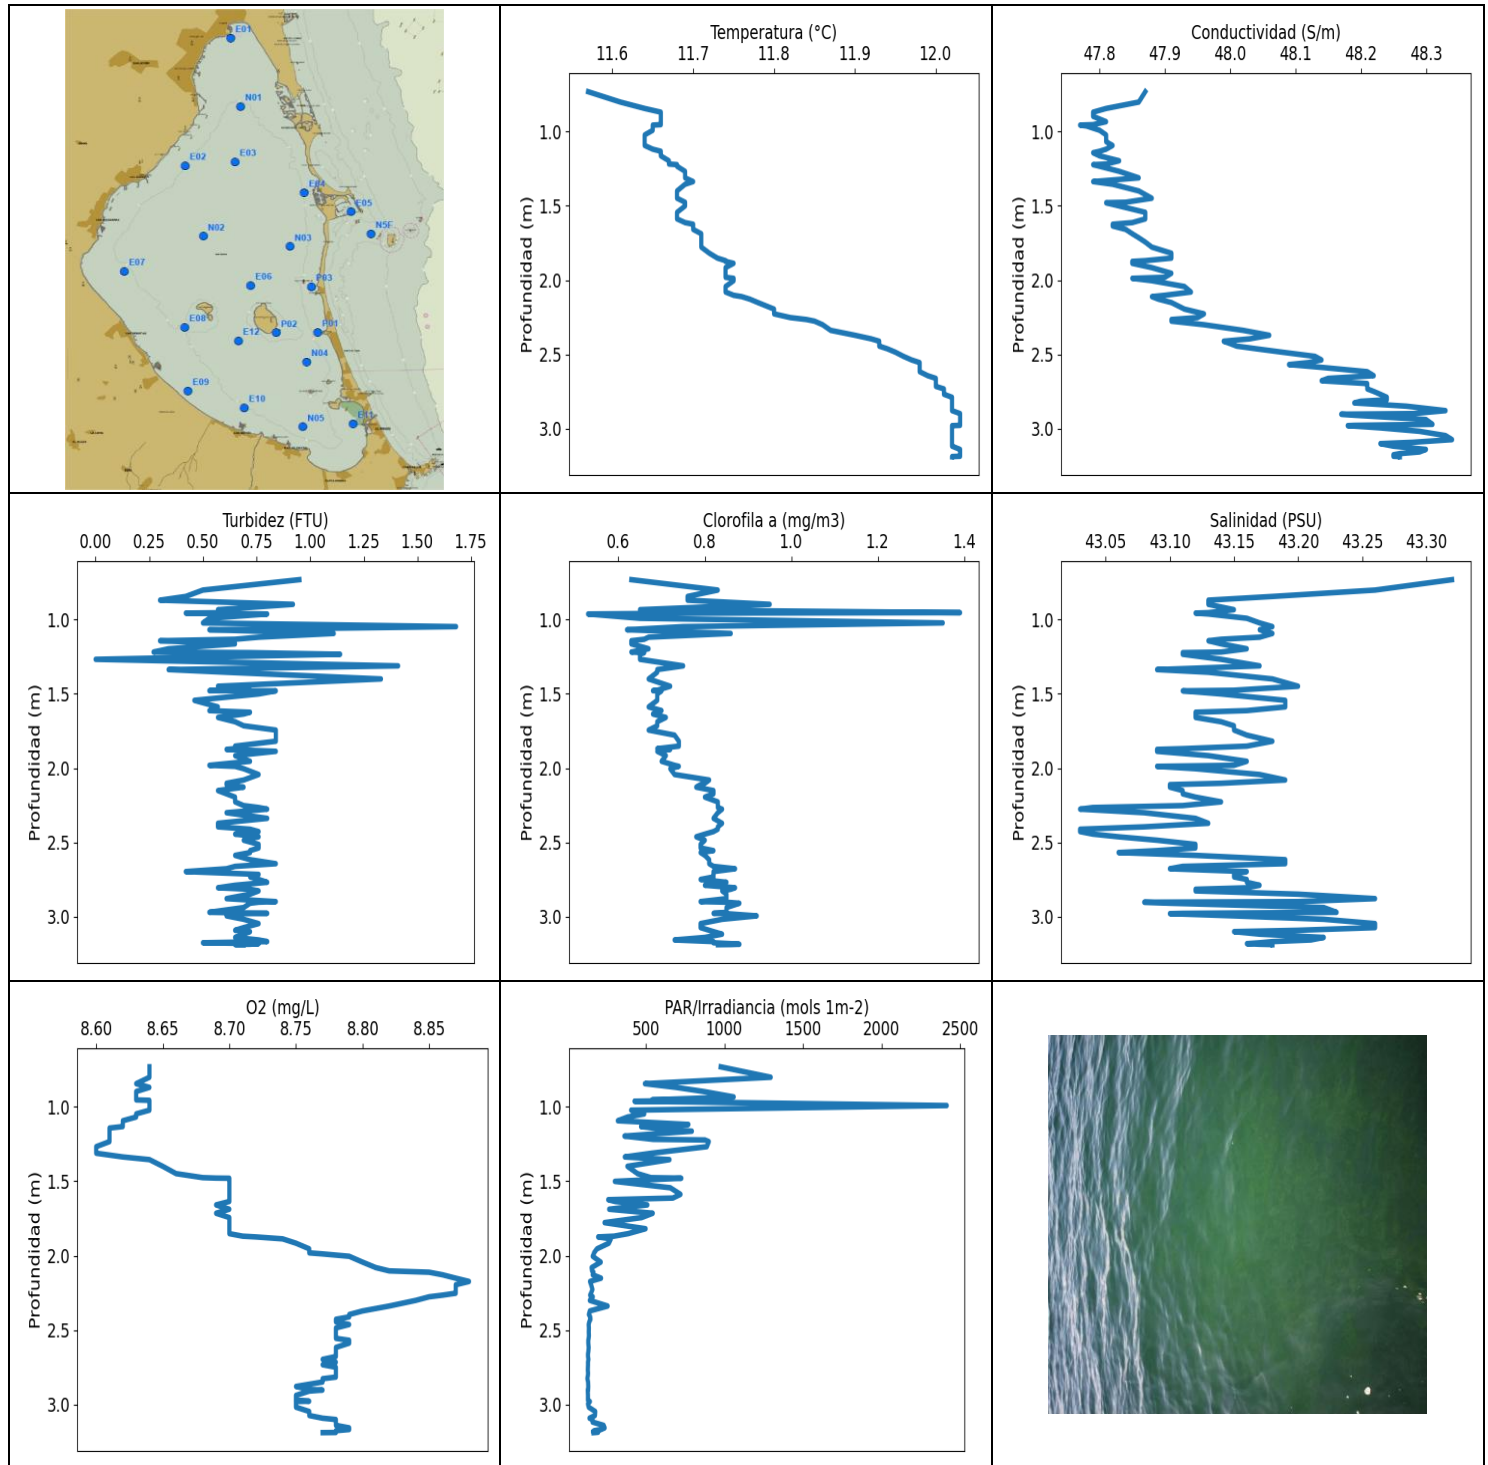 E01
N01
E02
E03
E04
E05
N5F
N02
N03
E07
E06
P03
E08
E12
P02
P01
N04
E09
E10
N05
E11
Temperatura (°C)
11.6 11.7 11.8 11.9 12.0
Profundidad (m)
1.0
1.5
2.0
2.5
3.0
Conductividad (S/m)
47.8 47.9 48.0 48.1 48.2 48.3
Profundidad (m)
1.0
1.5
2.0
2.5
3.0
Turbidez (FTU)
0.00 0.25 0.50 0.75 1.00 1.25 1.50 1.75
Profundidad (m)
1.0
1.5
2.0
2.5
3.0
Clorofila a (mg/m3)
0.6 0.8 1.0 1.2 1.4
Profundidad (m)
1.0
1.5
2.0
2.5
3.0
Salinidad (PSU)
43.05 43.10 43.15 43.20 43.25 43.30
Profundidad (m)
1.0
1.5
2.0
2.5
3.0
O2 (mg/L)
8.60 8.65 8.70 8.75 8.80 8.85
Profundidad (m)
1.0
1.5
2.0
2.5
3.0
PAR/Irradiancia (mols 1m-2)
500 1000 1500 2000 2500
Profundidad (m)
1.0
1.5
2.0
2.5
3.0